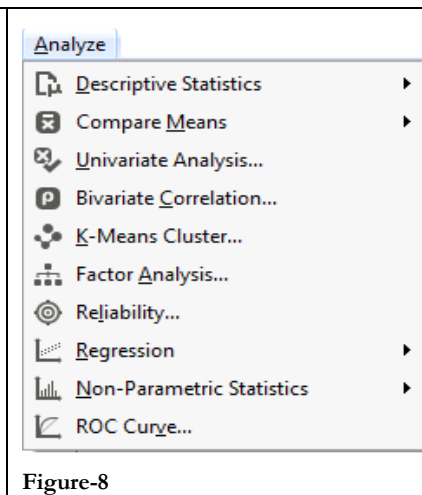 Analyze
Descriptive Statistics
Compare Means
Univariate Analysis...
Bivariate Correlation...
K-Means Cluster...
Factor Analysis...
Reliability...
Regression
Non-Parametric Statistics
ROC Curve...
Figure-8